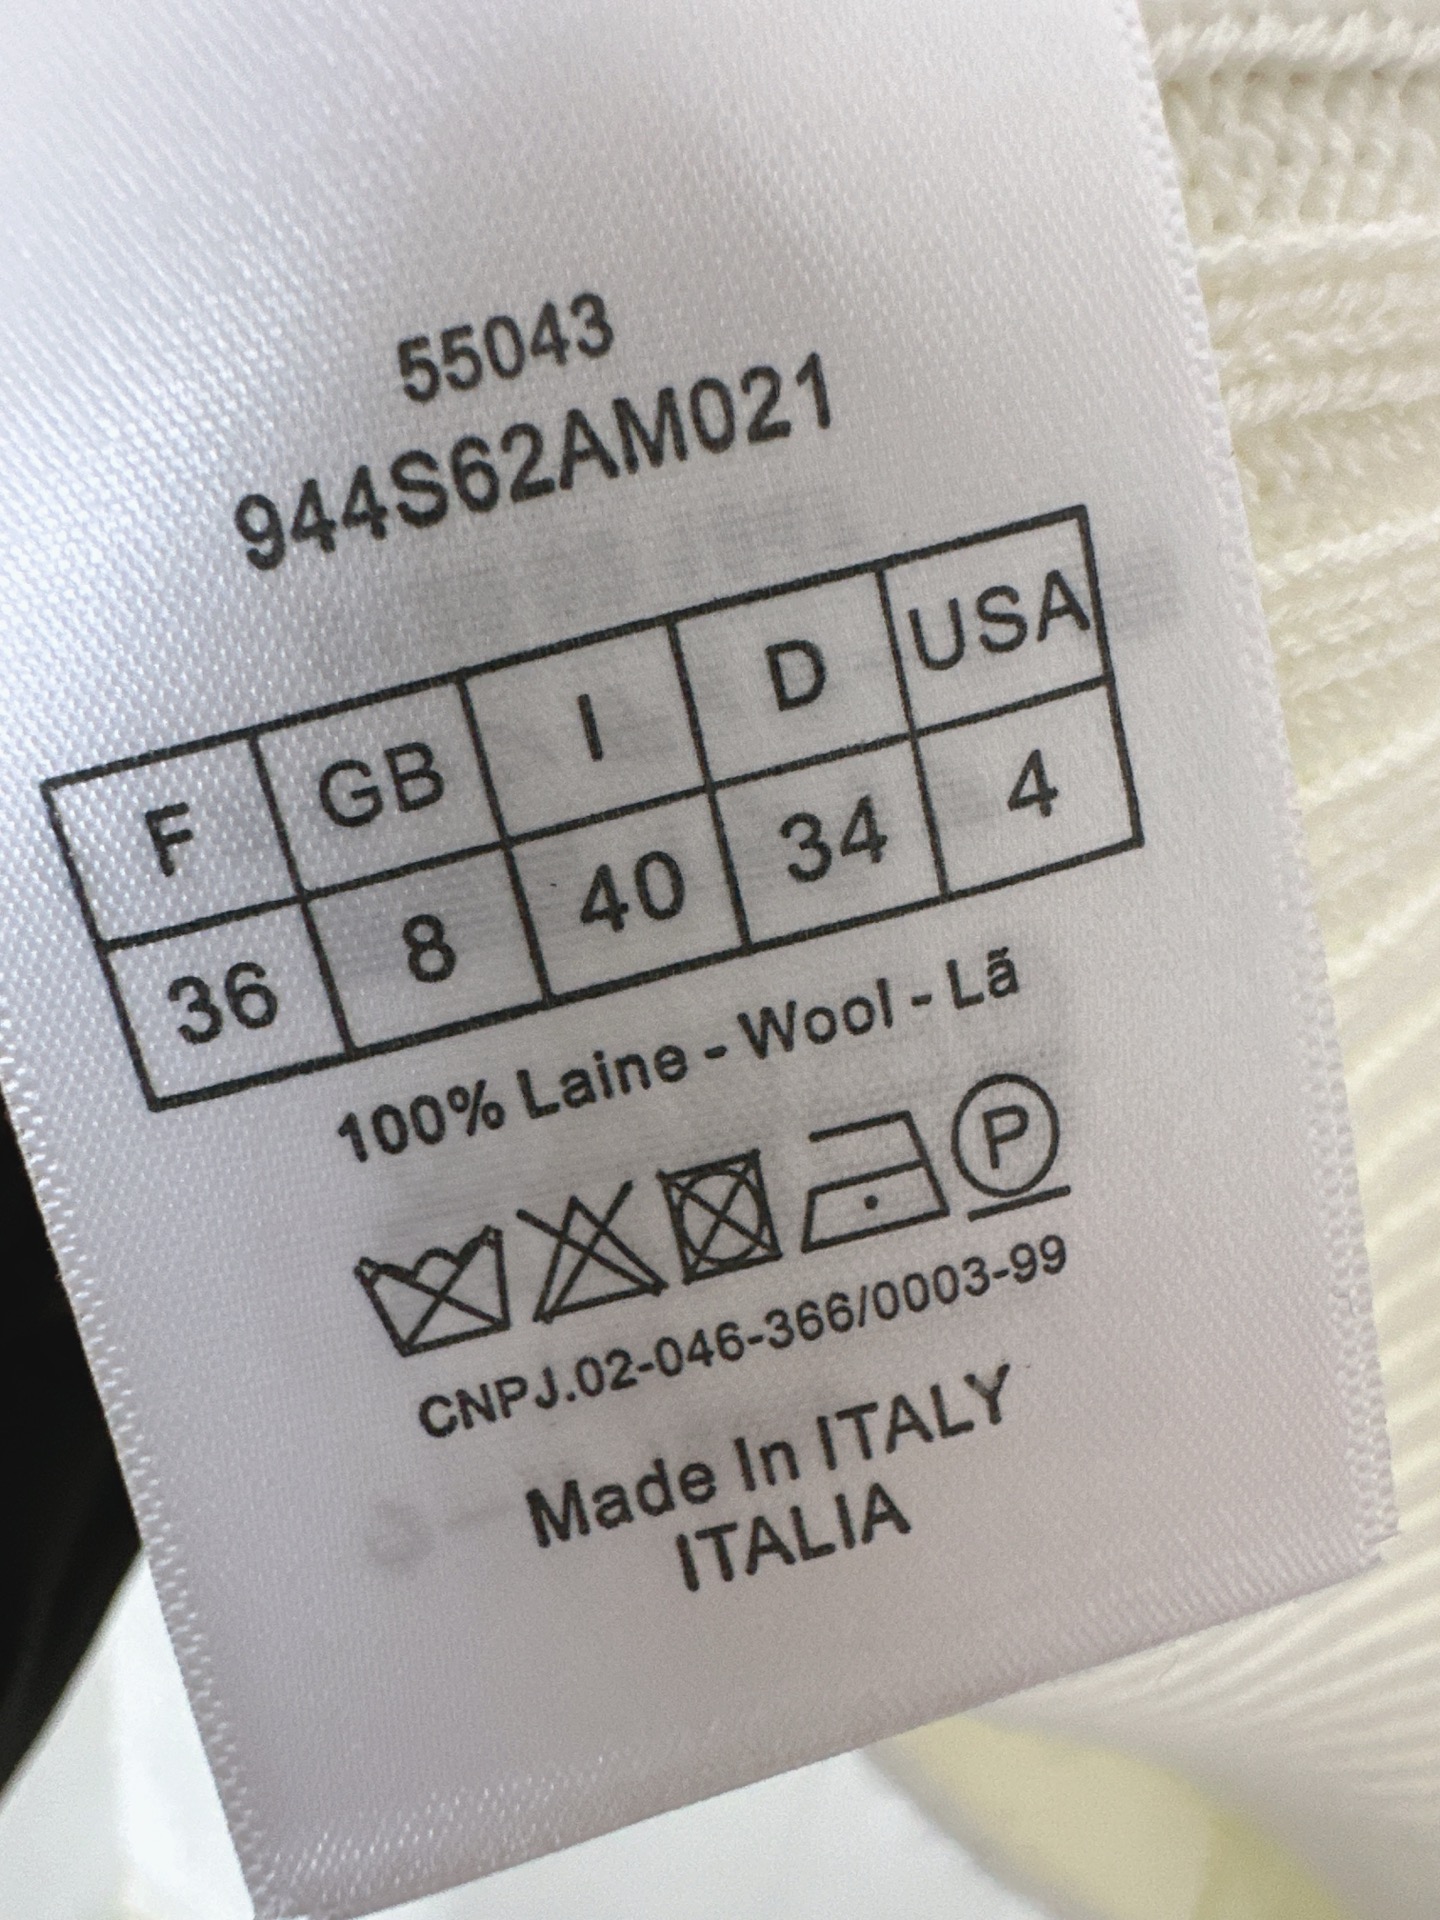 55043
944S62AM021
F GB I D USA
36 8 40 34 4
100% Laine - Wool - Lã
P
CNPJ.02-046-366/0003-99
Made In ITALY
ITALIA